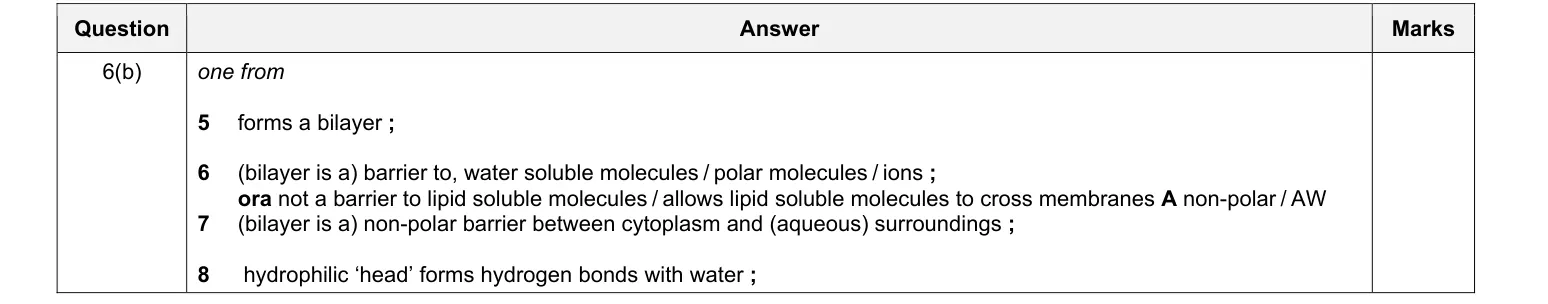 Question Answer Marks
6(b) one from
5 forms a bilayer ;
6 (bilayer is a) barrier to, water soluble molecules / polar molecules / ions ;
ora not a barrier to lipid soluble molecules / allows lipid soluble molecules to cross membranes A non-polar / AW
7 (bilayer is a) non-polar barrier between cytoplasm and (aqueous) surroundings ;
8 hydrophilic ‘head’ forms hydrogen bonds with water ;